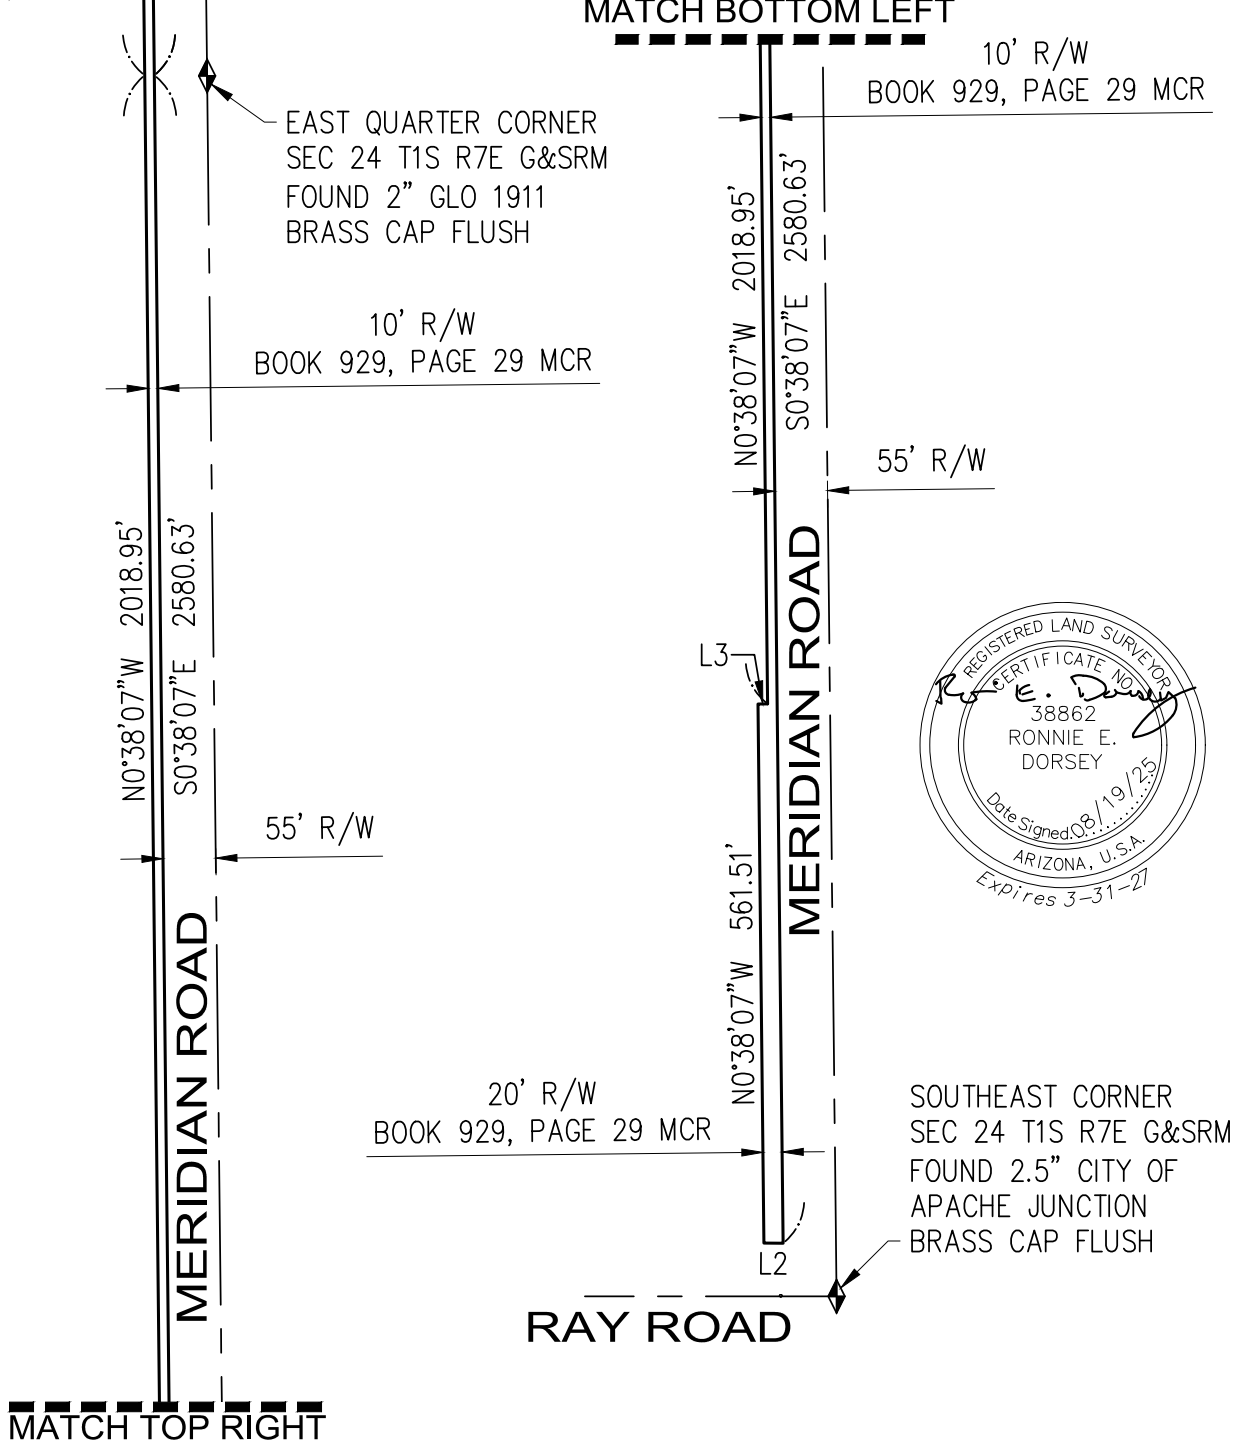 EAST QUARTER CORNER
SEC 24 T1S R7E G&SRM
FOUND 2" GLO 1911
BRASS CAP FLUSH
10' R/W
BOOK 929, PAGE 29 MCR
N0°38'07"W 2018.95'
S0°38'07"E 2580.63'
55' R/W
MERIDIAN ROAD
MATCH TOP RIGHT
MATCH BOTTOM LEFT
10' R/W
BOOK 929, PAGE 29 MCR
N0°38'07"W 2018.95'
S0°38'07"E 2580.63'
55' R/W
MERIDIAN ROAD
L3
N0°38'07"W 561.51'
20' R/W
BOOK 929, PAGE 29 MCR
L2
RAY ROAD
REGISTERED LAND SURVEYOR
CERTIFICATE NO.
38862
RONNIE E.
DORSEY
Date Signed 08/19/25
ARIZONA, U.S.A.
Expires 3-31-27
SOUTHEAST CORNER
SEC 24 T1S R7E G&SRM
FOUND 2.5" CITY OF
APACHE JUNCTION
BRASS CAP FLUSH